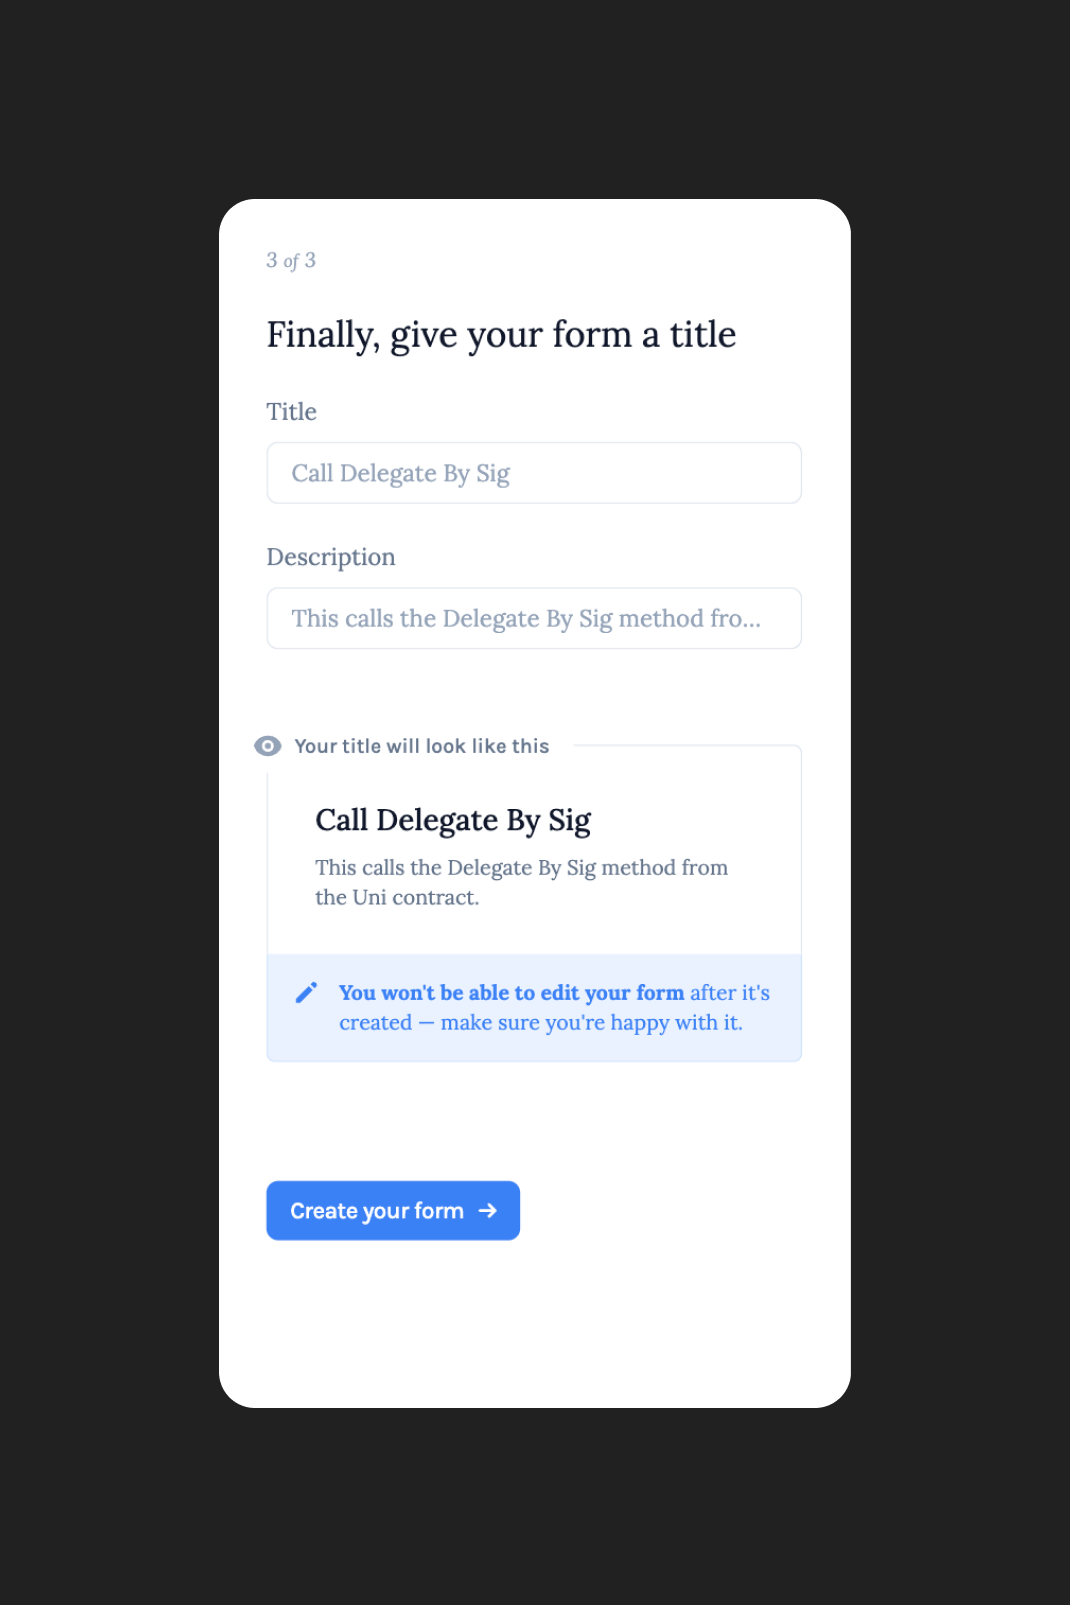 3 of 3
Finally, give your form a title
Title
Call Delegate By Sig
Description
This calls the Delegate By Sig method fro...
Your title will look like this
Call Delegate By Sig
This calls the Delegate By Sig method from
the Uni contract.
You won't be able to edit your form after it's
created — make sure you're happy with it.
Create your form →